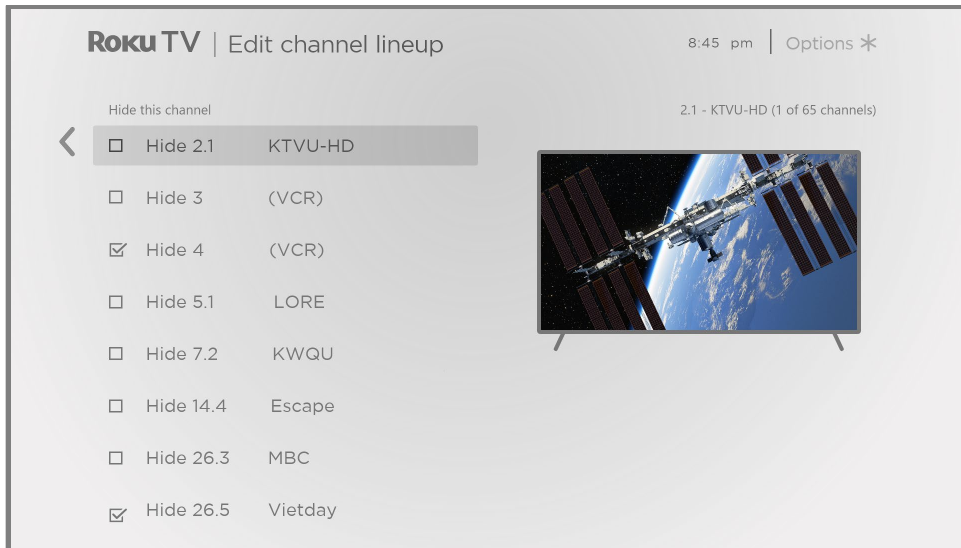 Roku TV | Edit channel lineup
8:45 pm | Options *
Hide this channel
2.1 - KTVU-HD (1 of 65 channels)
Hide 2.1 KTVU-HD
Hide 3 (VCR)
Hide 4 (VCR)
Hide 5.1 LORE
Hide 7.2 KWQU
Hide 14.4 Escape
Hide 26.3 MBC
Hide 26.5 Vietday